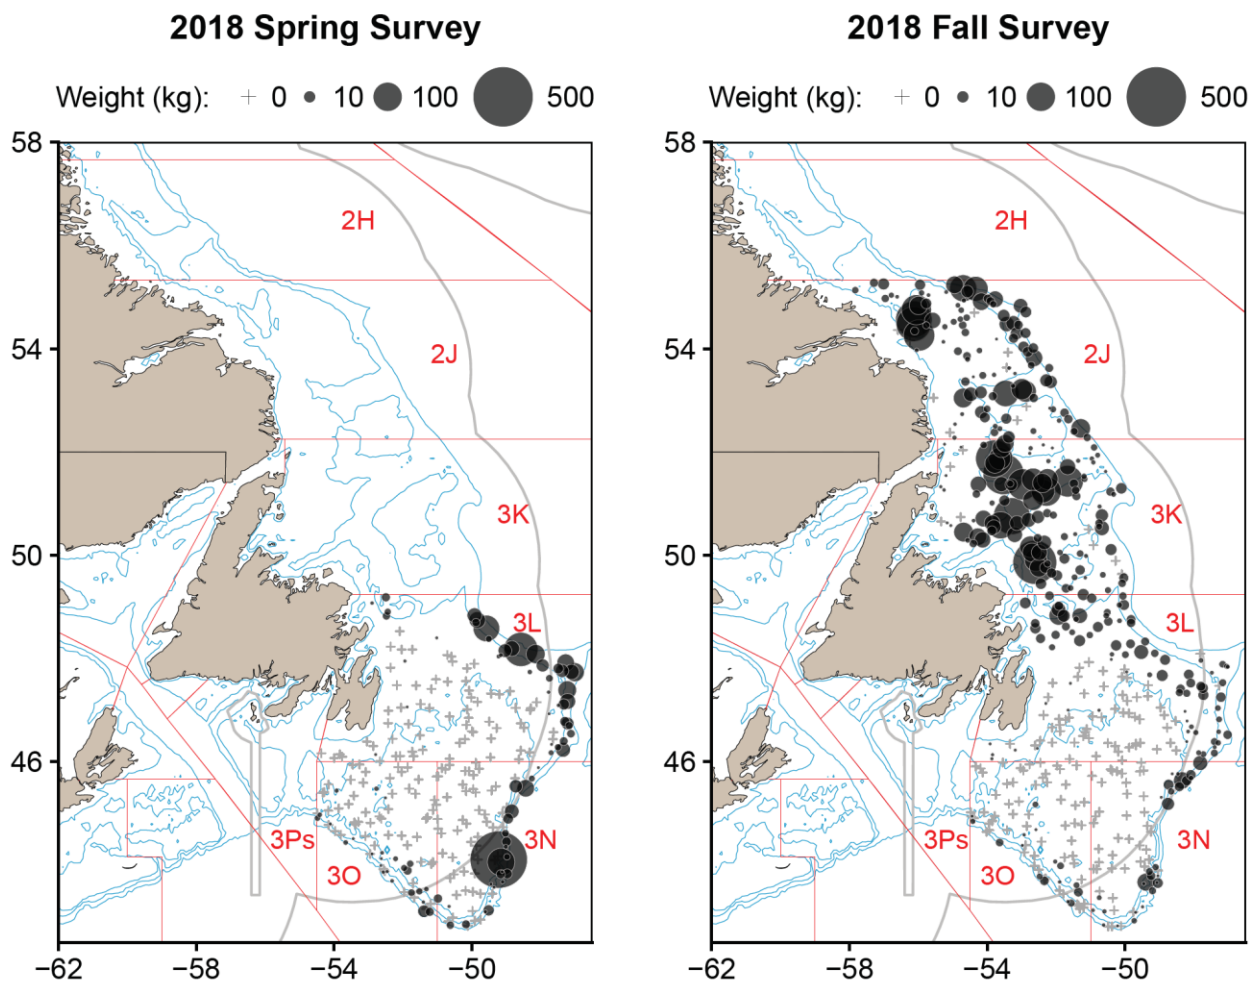 2018 Spring Survey
Weight (kg): + 0 10 100 500
58
54
50
46
2H
2J
3K
3L
3N
3Ps
3O
−62 −58 −54 −50
2018 Fall Survey
Weight (kg): + 0 10 100 500
58
54
50
46
2H
2J
3K
3L
3N
3Ps
3O
−62 −58 −54 −50